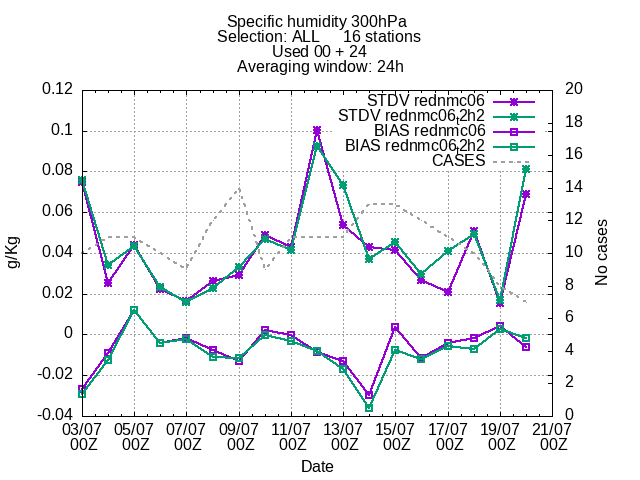 Specific humidity 300hPa
Selection: ALL 16 stations
Used 00 + 24
Averaging window: 24h
STDV rednmc06
STDV rednmc06_t2h2
BIAS rednmc06
BIAS rednmc06_t2h2
CASES
g/Kg
0.12
0.1
0.08
0.06
0.04
0.02
0
-0.02
-0.04
No cases
20
18
16
14
12
10
8
6
4
2
0
03/07 05/07 07/07 09/07 11/07 13/07 15/07 17/07 19/07 21/07
00Z 00Z 00Z 00Z 00Z 00Z 00Z 00Z 00Z 00Z
Date